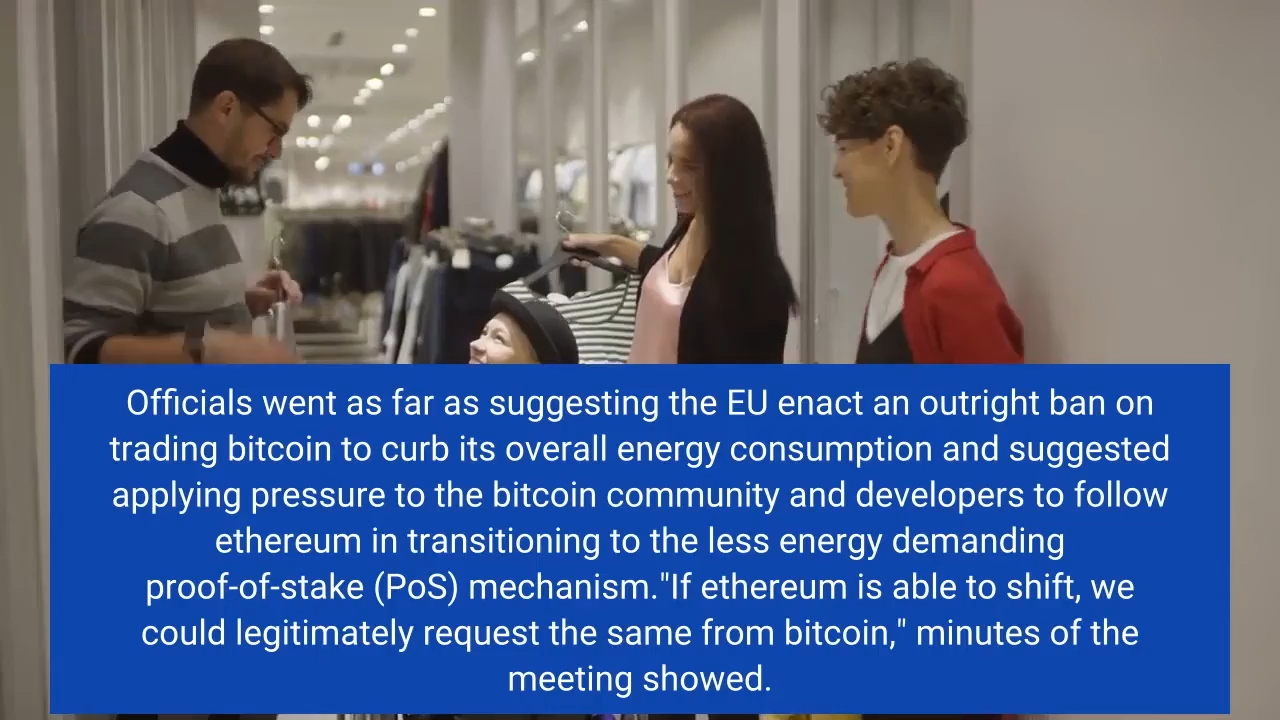 Officials went as far as suggesting the EU enact an outright ban on
trading bitcoin to curb its overall energy consumption and suggested
applying pressure to the bitcoin community and developers to follow
ethereum in transitioning to the less energy demanding
proof-of-stake (PoS) mechanism."If ethereum is able to shift, we
could legitimately request the same from bitcoin," minutes of the
meeting showed.